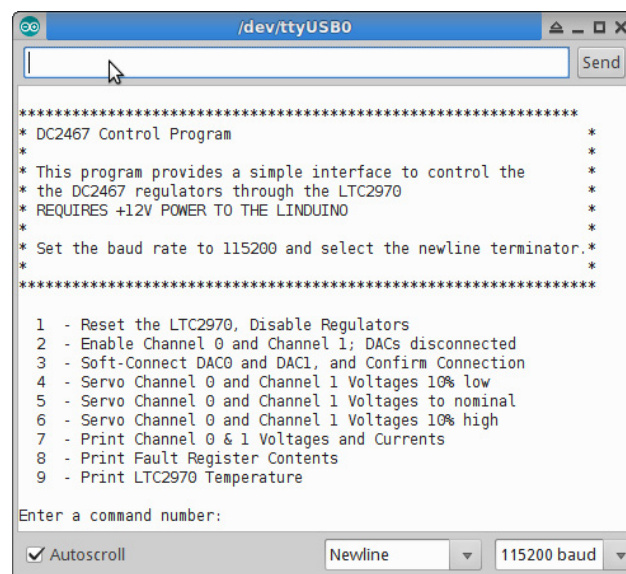 /dev/ttyUSB0
Send
***************************************************************
* DC2467 Control Program *
* *
* This program provides a simple interface to control the *
* the DC2467 regulators through the LTC2970 *
* REQUIRES +12V POWER TO THE LINDUINO *
* *
* Set the baud rate to 115200 and select the newline terminator.*
* *
*****************************************************************
1 - Reset the LTC2970, Disable Regulators
2 - Enable Channel 0 and Channel 1; DACs disconnected
3 - Soft-Connect DAC0 and DAC1, and Confirm Connection
4 - Servo Channel 0 and Channel 1 Voltages 10% low
5 - Servo Channel 0 and Channel 1 Voltages to nominal
6 - Servo Channel 0 and Channel 1 Voltages 10% high
7 - Print Channel 0 & 1 Voltages and Currents
8 - Print Fault Register Contents
9 - Print LTC2970 Temperature
Enter a command number:
Autoscroll
Newline
115200 baud